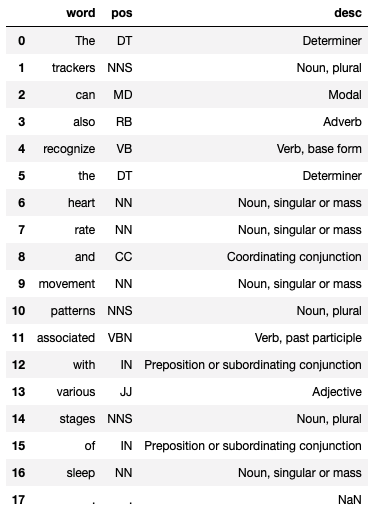 word pos desc
0 The DT Determiner
1 trackers NNS Noun, plural
2 can MD Modal
3 also RB Adverb
4 recognize VB Verb, base form
5 the DT Determiner
6 heart NN Noun, singular or mass
7 rate NN Noun, singular or mass
8 and CC Coordinating conjunction
9 movement NN Noun, singular or mass
10 patterns NNS Noun, plural
11 associated VBN Verb, past participle
12 with IN Preposition or subordinating conjunction
13 various JJ Adjective
14 stages NNS Noun, plural
15 of IN Preposition or subordinating conjunction
16 sleep NN Noun, singular or mass
17 . . NaN